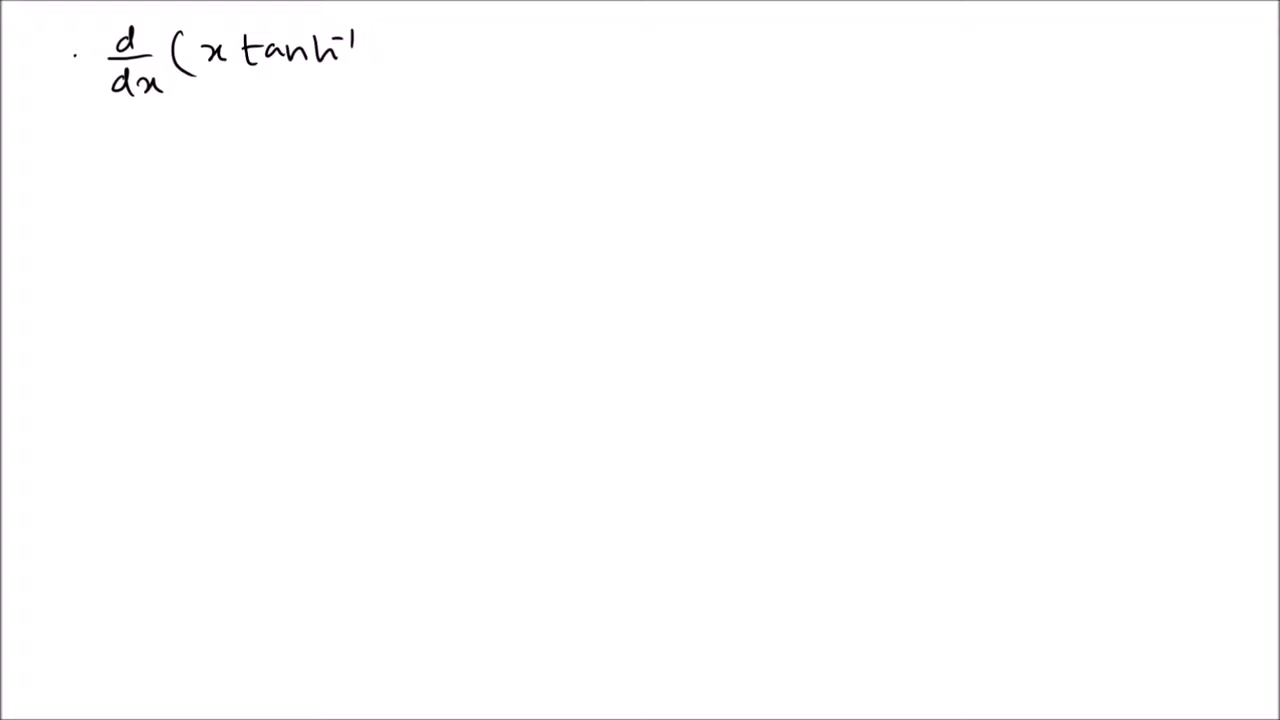 d/dx (x tanh⁻¹